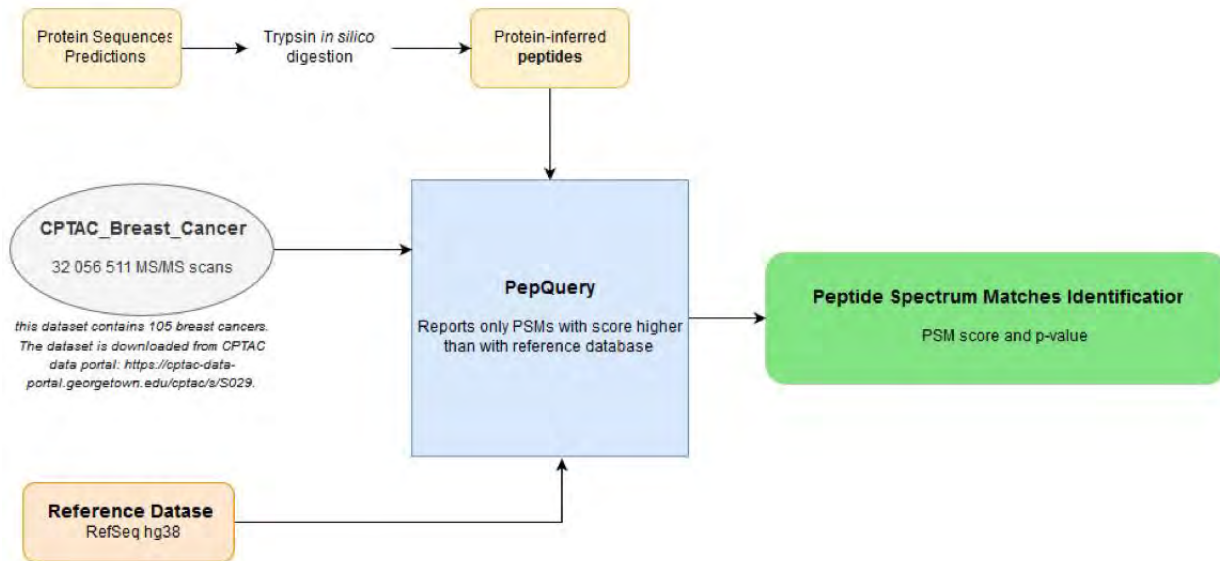 Protein Sequences
Predictions
Trypsin in silico
digestion
Protein-inferred
peptides
CPTAC_Breast_Cancer
32 056 511 MS/MS scans
this dataset contains 105 breast cancers.
The dataset is downloaded from CPTAC
data portal: https://cptac-data-
portal.georgetown.edu/cptac/s/S029.
PepQuery
Reports only PSMs with score higher
than with reference database
Peptide Spectrum Matches Identification
PSM score and p-value
Reference Datase
RefSeq hg38